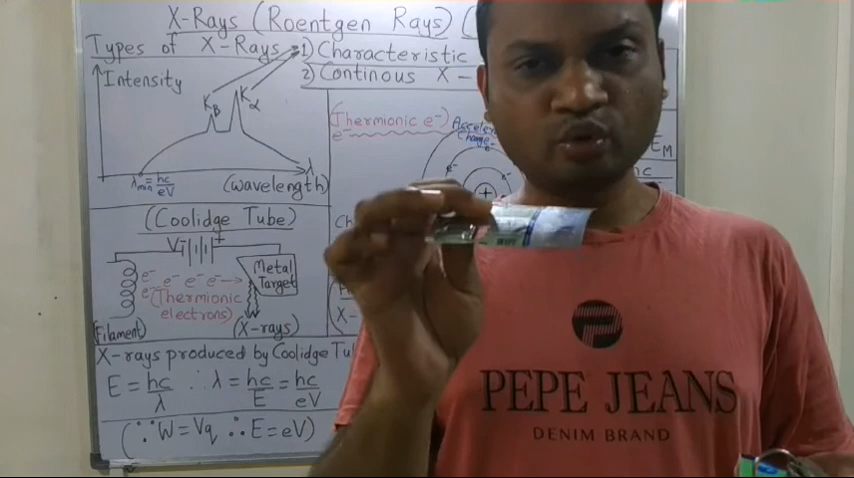 X-Rays (Roentgen Rays) (
Types of X-Rays
1) Characteristic
2) Continous X-
Intensity
Kβ Kα
λ
λmin = hc/eV
(wavelength)
(Thermionic e⁻)
e⁻
Charge
e⁻
e⁻
+
EM
hc
(Coolidge Tube)
V +
e⁻ e⁻ e⁻ e⁻
e⁻
(Thermionic
electrons)
Metal
Target
(Filament)
(X-rays)
X-
X-rays produced by Coolidge Tu
E = hc/λ ∴ λ = hc/E = hc/eV
(∵ W = Vq ∴ E = eV)
PEPE JEANS
DENIM BRAND